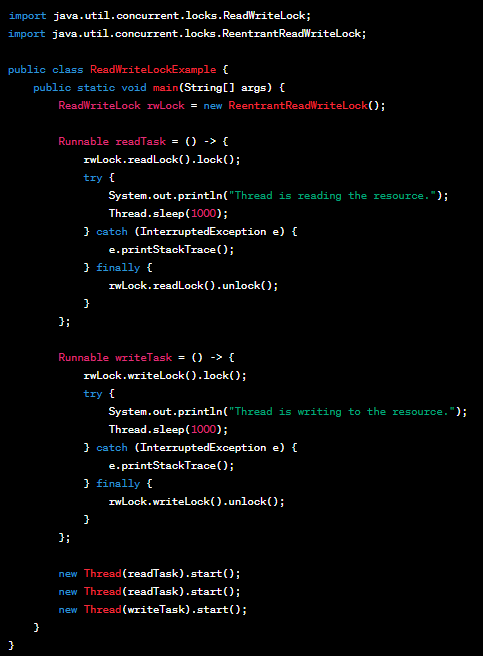 import java.util.concurrent.locks.ReadWriteLock;
import java.util.concurrent.locks.ReentrantReadWriteLock;

public class ReadWriteLockExample {
    public static void main(String[] args) {
        ReadWriteLock rwLock = new ReentrantReadWriteLock();

        Runnable readTask = () -> {
            rwLock.readLock().lock();
            try {
                System.out.println("Thread is reading the resource.");
                Thread.sleep(1000);
            } catch (InterruptedException e) {
                e.printStackTrace();
            } finally {
                rwLock.readLock().unlock();
            }
        };

        Runnable writeTask = () -> {
            rwLock.writeLock().lock();
            try {
                System.out.println("Thread is writing to the resource.");
                Thread.sleep(1000);
            } catch (InterruptedException e) {
                e.printStackTrace();
            } finally {
                rwLock.writeLock().unlock();
            }
        };

        new Thread(readTask).start();
        new Thread(readTask).start();
        new Thread(writeTask).start();
    }
}